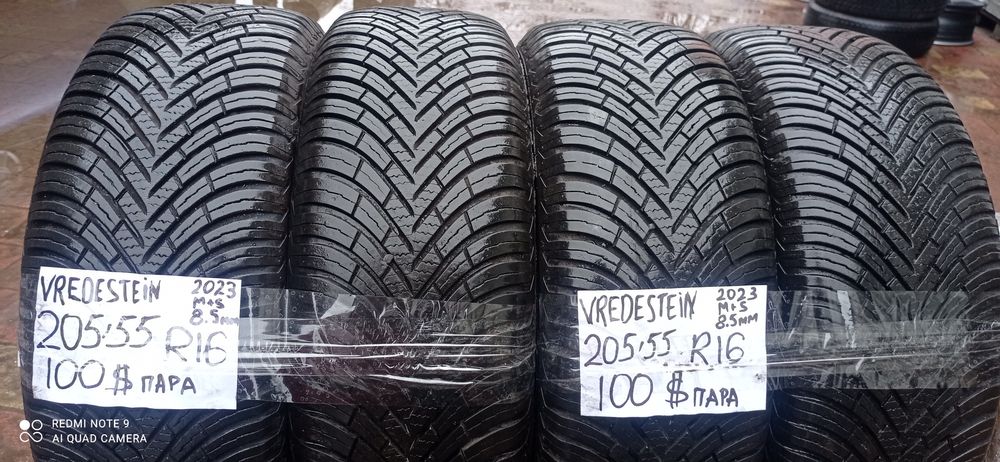 VREDESTEIN 2023
M+S
8.5мм
205,55 R16
100 $ ПАРА
VREDESTEIN 2023
M+S
8.5мм
205,55 R16
100 $ ПАРА
REDMI NOTE 9
AI QUAD CAMERA